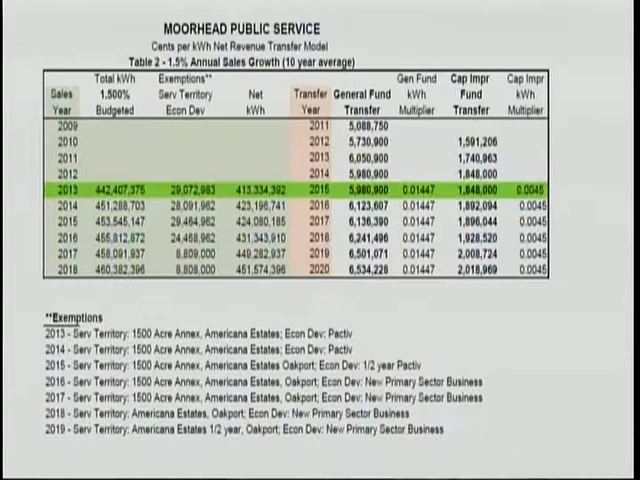 MOORHEAD PUBLIC SERVICE
Cents per kWh Net Revenue Transfer Model
Table 2 - 1.5% Annual Sales Growth (10 year average)
Total kWh Exemptions** Gen Fund Cap Impr Cap Impr
Sales 1.500% Serv Territory Net Transfer General Fund kWh Fund kWh
Year Budgeted Econ Dev kWh Year Transfer Multiplier Transfer Multiplier
2009 2011 5,088,750
2010 2012 5,730,900 1,591,206
2011 2013 6,050,900 1,740,963
2012 2014 5,980,900 1,848,000
2013 442,407,375 29,072,983 413,334,392 2015 5,980,900 0.01447 1,848,000 0.0045
2014 451,288,703 28,091,962 423,196,741 2016 6,123,607 0.01447 1,892,094 0.0045
2015 453,545,147 29,464,962 424,080,185 2017 6,136,390 0.01447 1,896,044 0.0045
2016 455,812,872 24,468,962 431,343,910 2018 6,241,496 0.01447 1,928,520 0.0045
2017 458,091,937 8,809,000 449,282,937 2019 6,501,071 0.01447 2,008,724 0.0045
2018 460,382,396 8,808,000 451,574,396 2020 6,534,228 0.01447 2,018,969 0.0045
**Exemptions
2013 - Serv Territory: 1500 Acre Annex, Americana Estates; Econ Dev: Pactiv
2014 - Serv Territory: 1500 Acre Annex, Americana Estates; Econ Dev: Pactiv
2015 - Serv Territory: 1500 Acre Annex, Americana Estates Oakport; Econ Dev: 1/2 year Pactiv
2016 - Serv Territory: 1500 Acre Annex, Americana Estates, Oakport; Econ Dev: New Primary Sector Business
2017 - Serv Territory: 1500 Acre Annex, Americana Estates, Oakport; Econ Dev: New Primary Sector Business
2018 - Serv Territory: Americana Estates, Oakport; Econ Dev: New Primary Sector Business
2019 - Serv Territory: Americana Estates 1/2 year, Oakport; Econ Dev: New Primary Sector Business